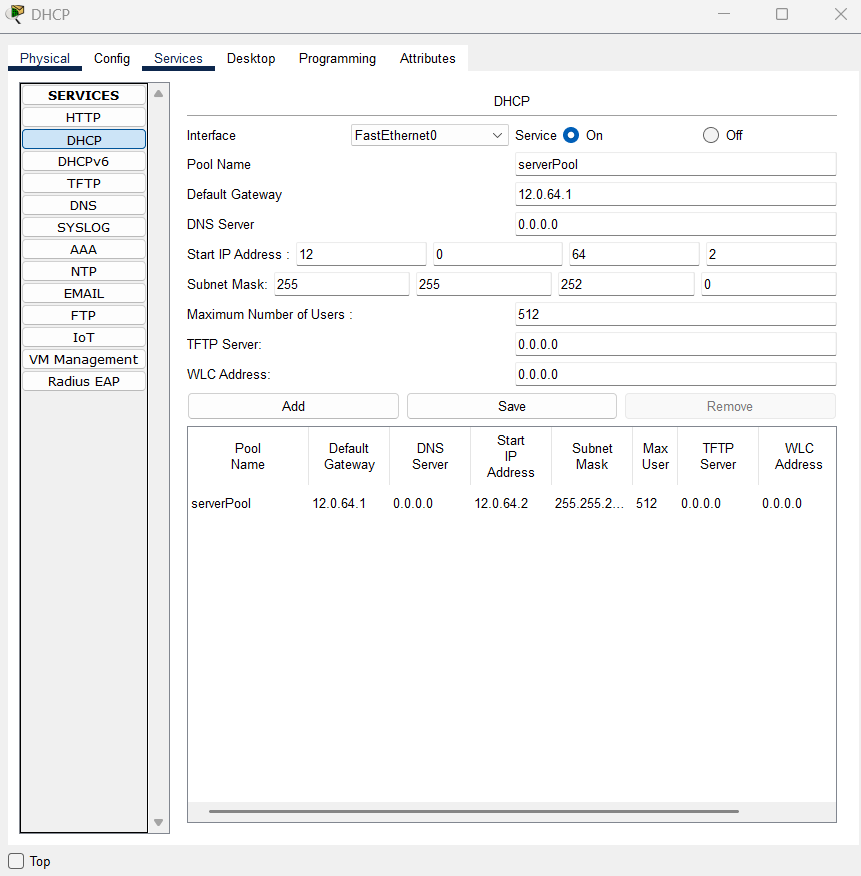 DHCP
Physical Config Services Desktop Programming Attributes
SERVICES
HTTP
DHCP
DHCPv6
TFTP
DNS
SYSLOG
AAA
NTP
EMAIL
FTP
IoT
VM Management
Radius EAP
DHCP
Interface FastEthernet0 Service On Off
Pool Name serverPool
Default Gateway 12.0.64.1
DNS Server 0.0.0.0
Start IP Address : 12 0 64 2
Subnet Mask: 255 255 252 0
Maximum Number of Users : 512
TFTP Server: 0.0.0.0
WLC Address: 0.0.0.0
Add Save Remove
Pool Name Default Gateway DNS Server Start IP Address Subnet Mask Max User TFTP Server WLC Address
serverPool 12.0.64.1 0.0.0.0 12.0.64.2 255.255.2... 512 0.0.0.0 0.0.0.0
Top